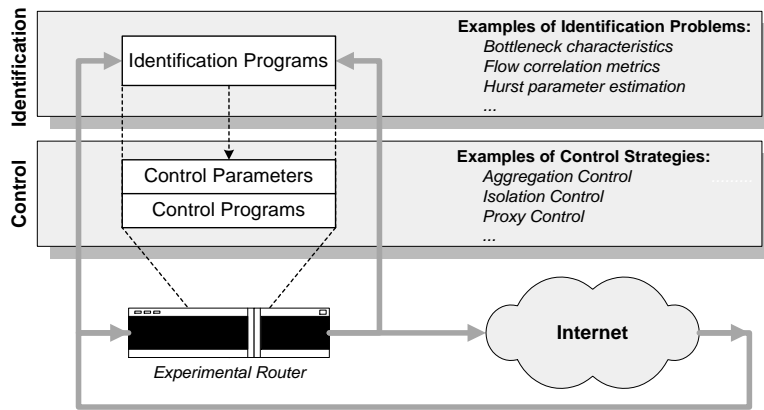 Identification
Identification Programs
Examples of Identification Problems:
Bottleneck characteristics
Flow correlation metrics
Hurst parameter estimation
...
Control
Control Parameters
Control Programs
Examples of Control Strategies:
Aggregation Control
Isolation Control
Proxy Control
...
Experimental Router
Internet